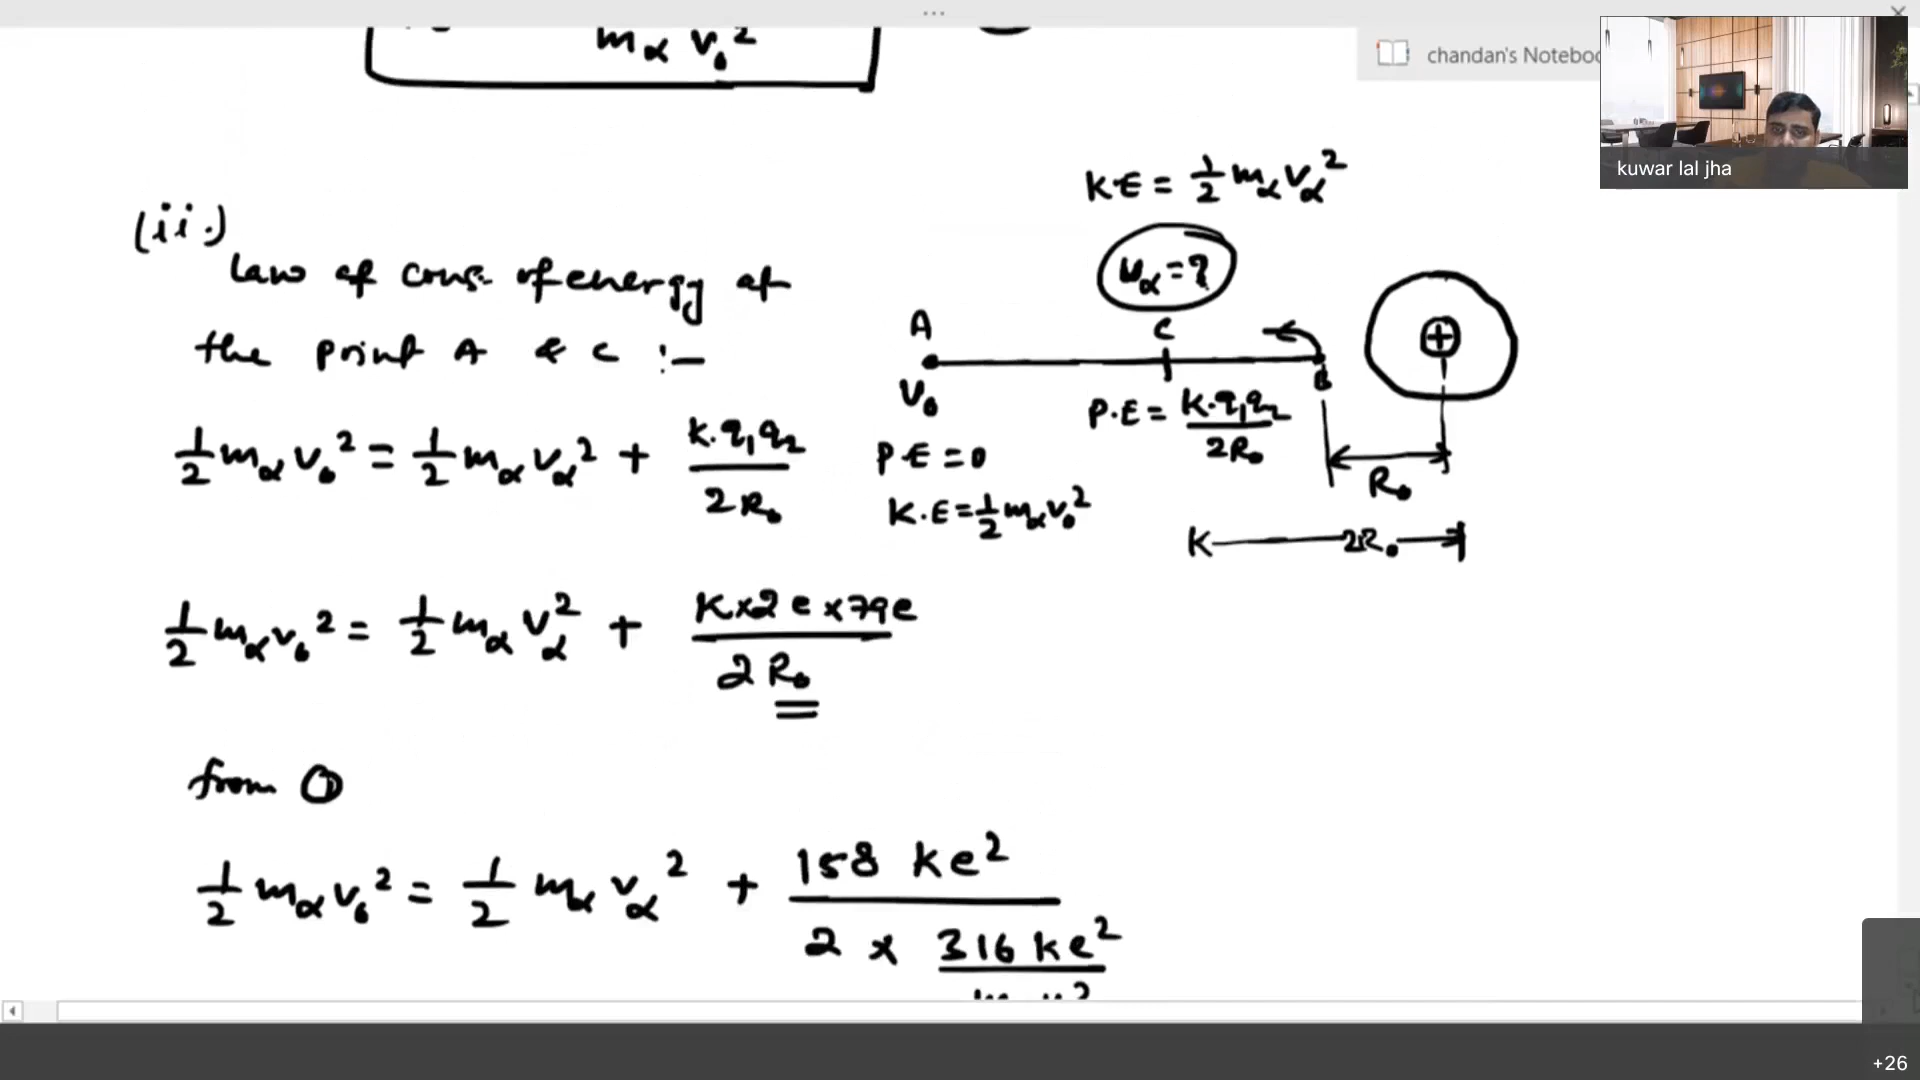 ...
mα v₀²
chandan's Notebo
kuwar lal jha
(ii.)
Law of cons. of energy at
the point A & C :-
½ mα v₀² = ½ mα vα² + k.q₁q₂ / 2R₀
K.E = ½ mα vα²
vα = ?
A
C
B
v₀
P.E = 0
K.E = ½ mα v₀²
P.E = k.q₁q₂ / 2R₀
+
R₀
2R₀
½ mα v₀² = ½ mα vα² + K×2e×79e / 2R₀
from ①
½ mα v₀² = ½ mα vα² + 158 ke² / 2 × 316 ke²
+26